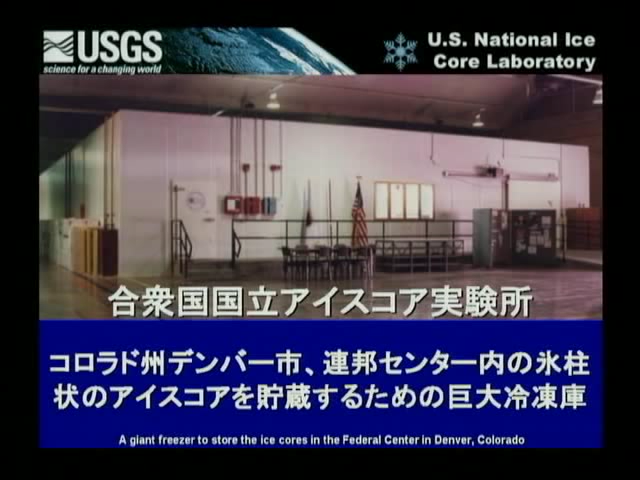 USGS
science for a changing world
U.S. National Ice
Core Laboratory
合衆国国立アイスコア実験所
コロラド州デンバー市、連邦センター内の氷柱
状のアイスコアを貯蔵するための巨大冷凍庫
A giant freezer to store the ice cores in the Federal Center in Denver, Colorado